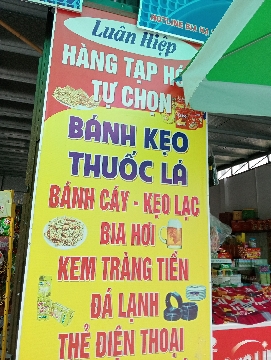 Luân Hiệp
HÀNG TẠP H
TỰ CHỌN
BÁNH KẸO
THUỐC LÁ
BÁNH CÁY - KẸO LẠC
BIA HƠI
KEM TRÀNG TIỀN
ĐÁ LẠNH
THẺ ĐIỆN THOẠI